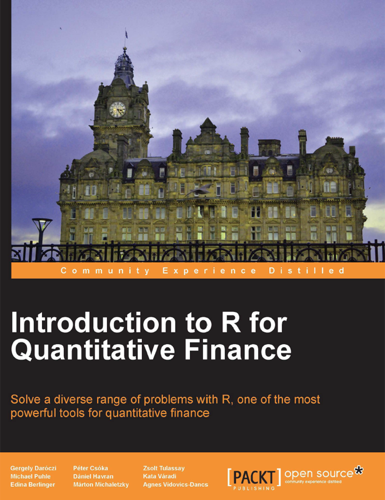 Community Experience Distilled
Introduction to R for
Quantitative Finance
Solve a diverse range of problems with R, one of the most
powerful tools for quantitative finance
Gergely Daróczi
Michael Puhle
Edina Berlinger
Péter Csóka
Daniel Havran
Márton Michaletzky
Zsolt Tulassay
Kata Váradi
Agnes Vidovics-Dancs
[PACKT]
PUBLISHING
open source*
community experience distilled